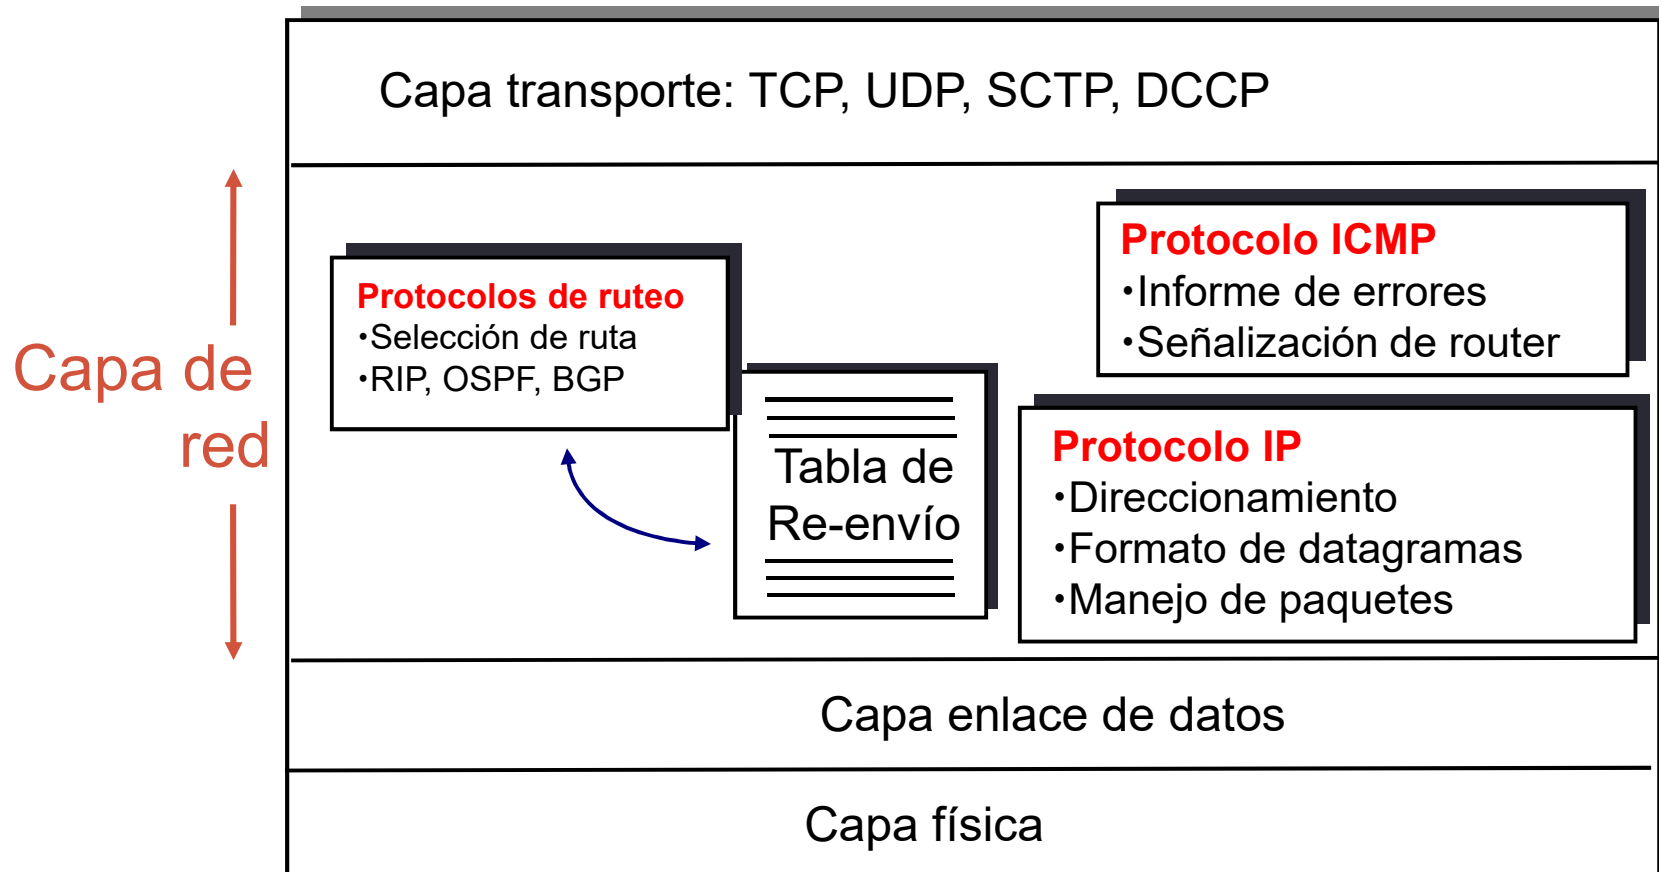 Capa transporte: TCP, UDP, SCTP, DCCP
Capa de
red
Protocolos de ruteo
·Selección de ruta
·RIP, OSPF, BGP
Tabla de
Re-envío
Protocolo ICMP
·Informe de errores
·Señalización de router
Protocolo IP
·Direccionamiento
·Formato de datagramas
·Manejo de paquetes
Capa enlace de datos
Capa física